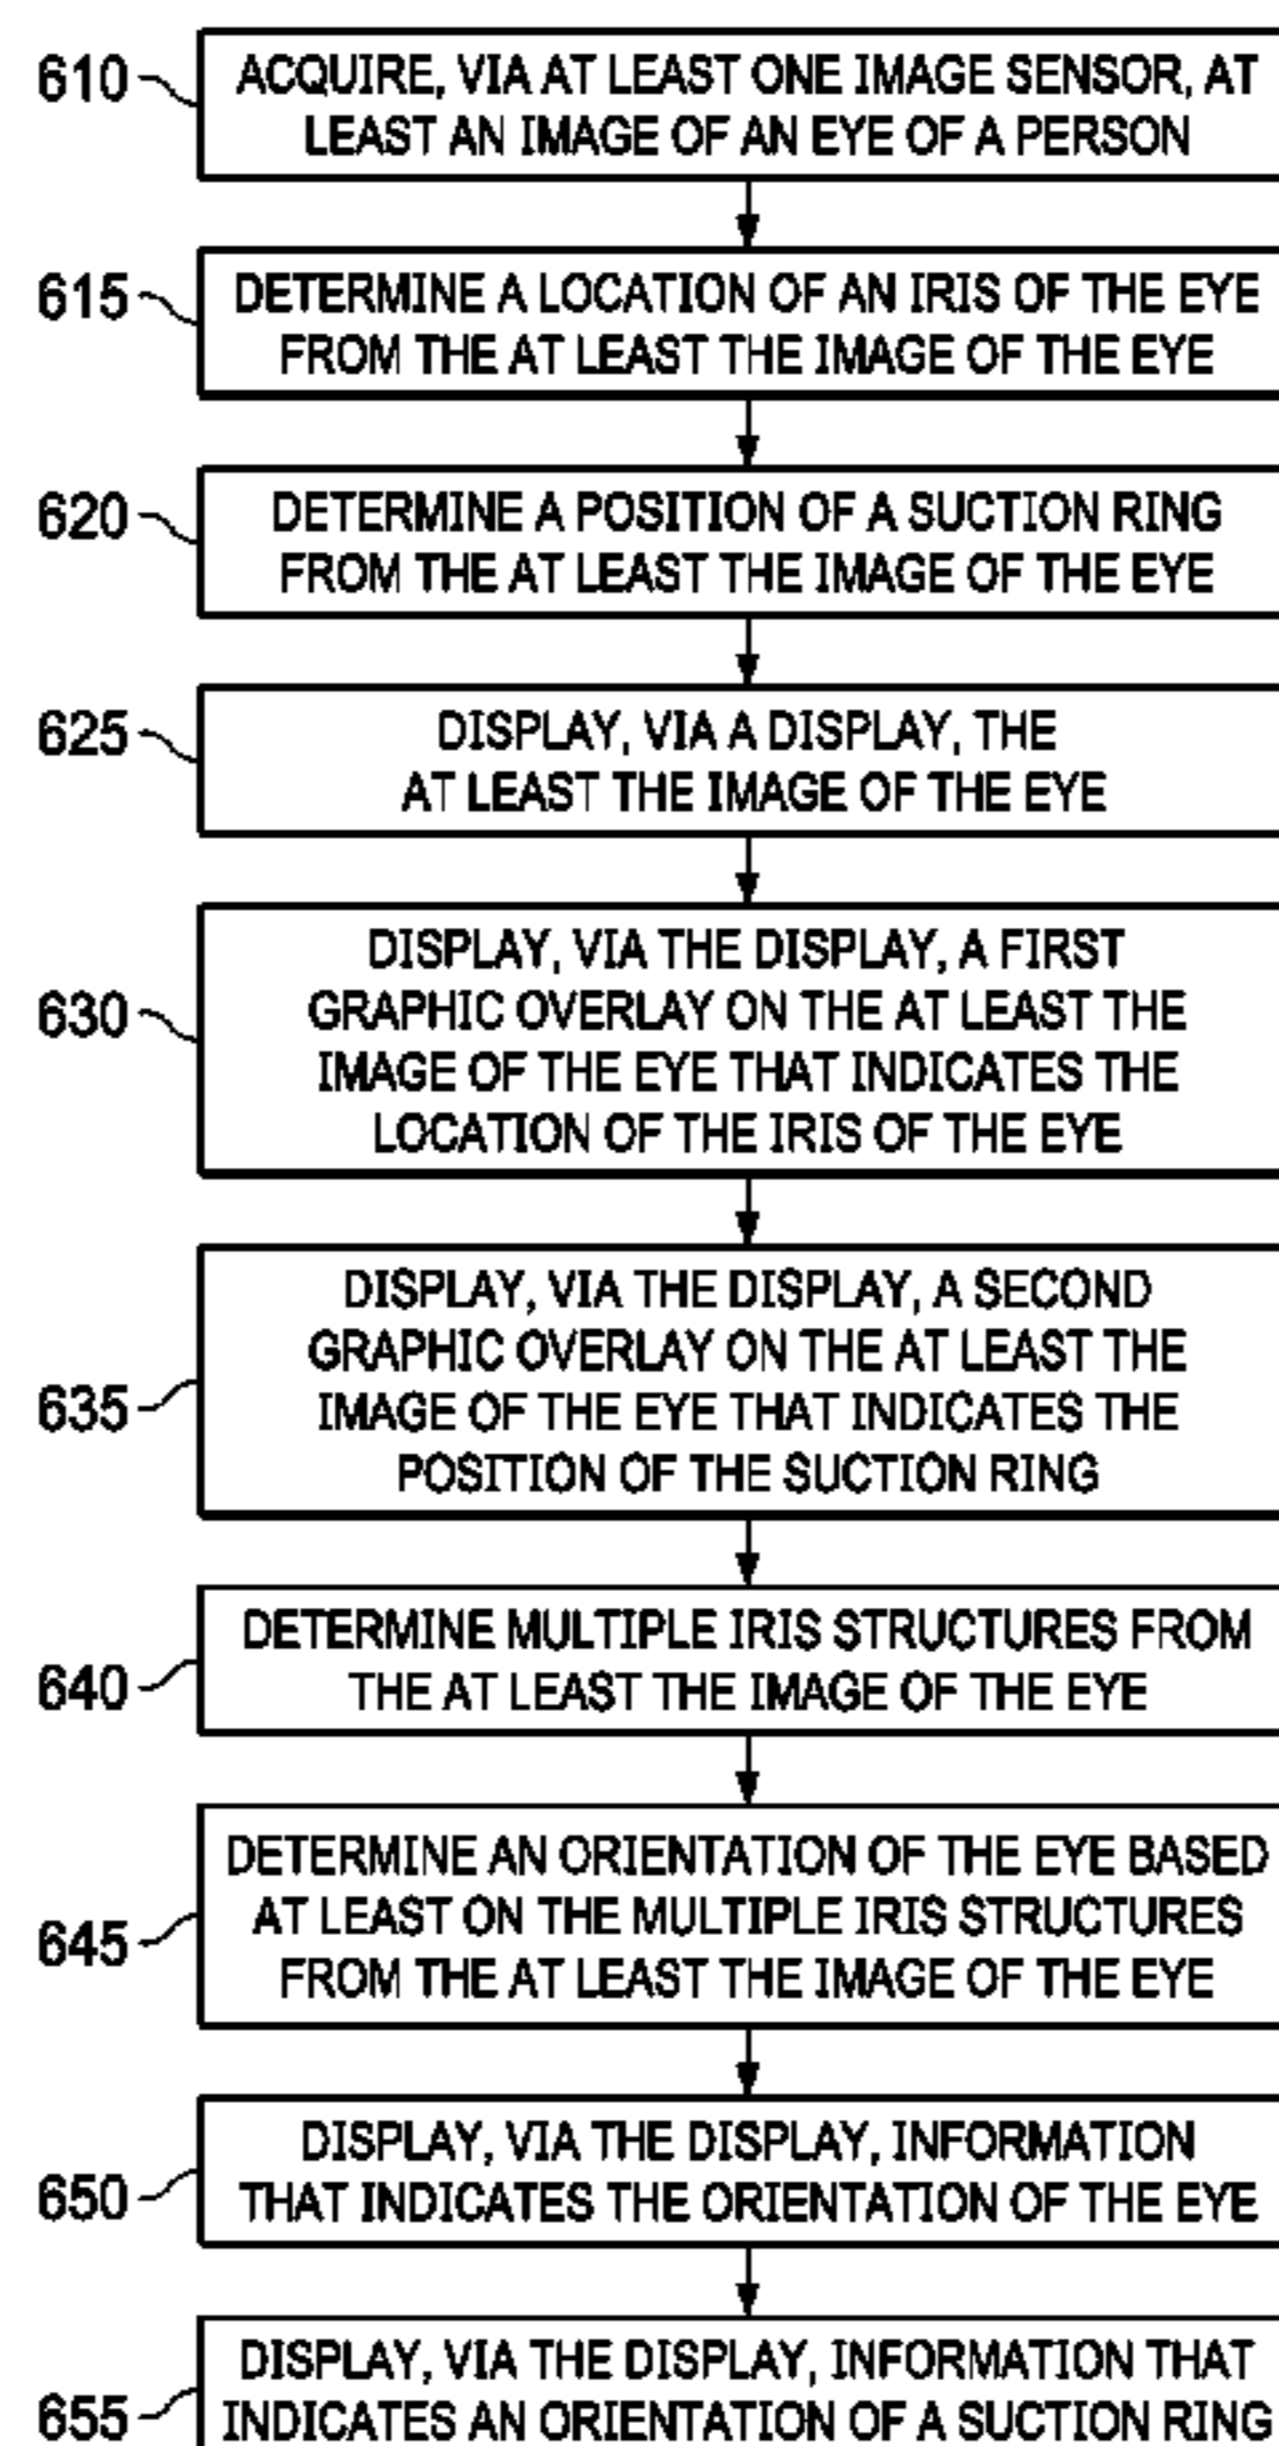 610
ACQUIRE, VIA AT LEAST ONE IMAGE SENSOR, AT
LEAST AN IMAGE OF AN EYE OF A PERSON
615
DETERMINE A LOCATION OF AN IRIS OF THE EYE
FROM THE AT LEAST THE IMAGE OF THE EYE
620
DETERMINE A POSITION OF A SUCTION RING
FROM THE AT LEAST THE IMAGE OF THE EYE
625
DISPLAY, VIA A DISPLAY, THE
AT LEAST THE IMAGE OF THE EYE
630
DISPLAY, VIA THE DISPLAY, A FIRST
GRAPHIC OVERLAY ON THE AT LEAST THE
IMAGE OF THE EYE THAT INDICATES THE
LOCATION OF THE IRIS OF THE EYE
635
DISPLAY, VIA THE DISPLAY, A SECOND
GRAPHIC OVERLAY ON THE AT LEAST THE
IMAGE OF THE EYE THAT INDICATES THE
POSITION OF THE SUCTION RING
640
DETERMINE MULTIPLE IRIS STRUCTURES FROM
THE AT LEAST THE IMAGE OF THE EYE
645
DETERMINE AN ORIENTATION OF THE EYE BASED
AT LEAST ON THE MULTIPLE IRIS STRUCTURES
FROM THE AT LEAST THE IMAGE OF THE EYE
650
DISPLAY, VIA THE DISPLAY, INFORMATION
THAT INDICATES THE ORIENTATION OF THE EYE
655
DISPLAY, VIA THE DISPLAY, INFORMATION THAT
INDICATES AN ORIENTATION OF A SUCTION RING